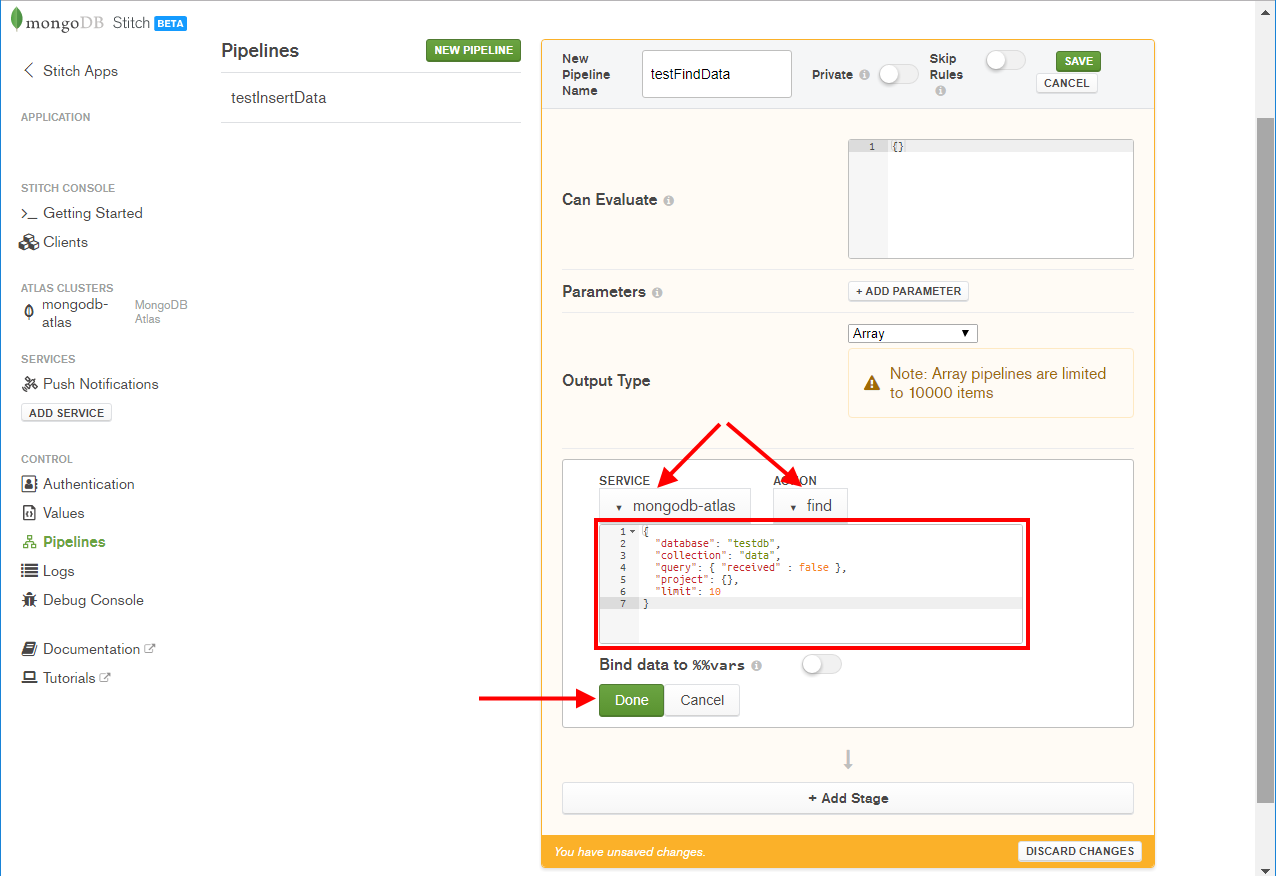 mongoDB Stitch BETA
Stitch Apps
APPLICATION
STITCH CONSOLE
Getting Started
Clients
ATLAS CLUSTERS
mongodb-
atlas
MongoDB
Atlas
SERVICES
Push Notifications
ADD SERVICE
CONTROL
Authentication
Values
Pipelines
Logs
Debug Console
Documentation
Tutorials
Pipelines
NEW PIPELINE
testInsertData
New
Pipeline
Name
testFindData
Private
Skip
Rules
SAVE
CANCEL
Can Evaluate
1 {}
Parameters
+ ADD PARAMETER
Output Type
Array
Note: Array pipelines are limited
to 10000 items
SERVICE
mongodb-atlas
ACTION
find
1 {
2 "database": "testdb",
3 "collection": "data",
4 "query": { "received" : false },
5 "project": {},
6 "limit": 10
7 }
Bind data to %%vars
Done
Cancel
+ Add Stage
You have unsaved changes.
DISCARD CHANGES